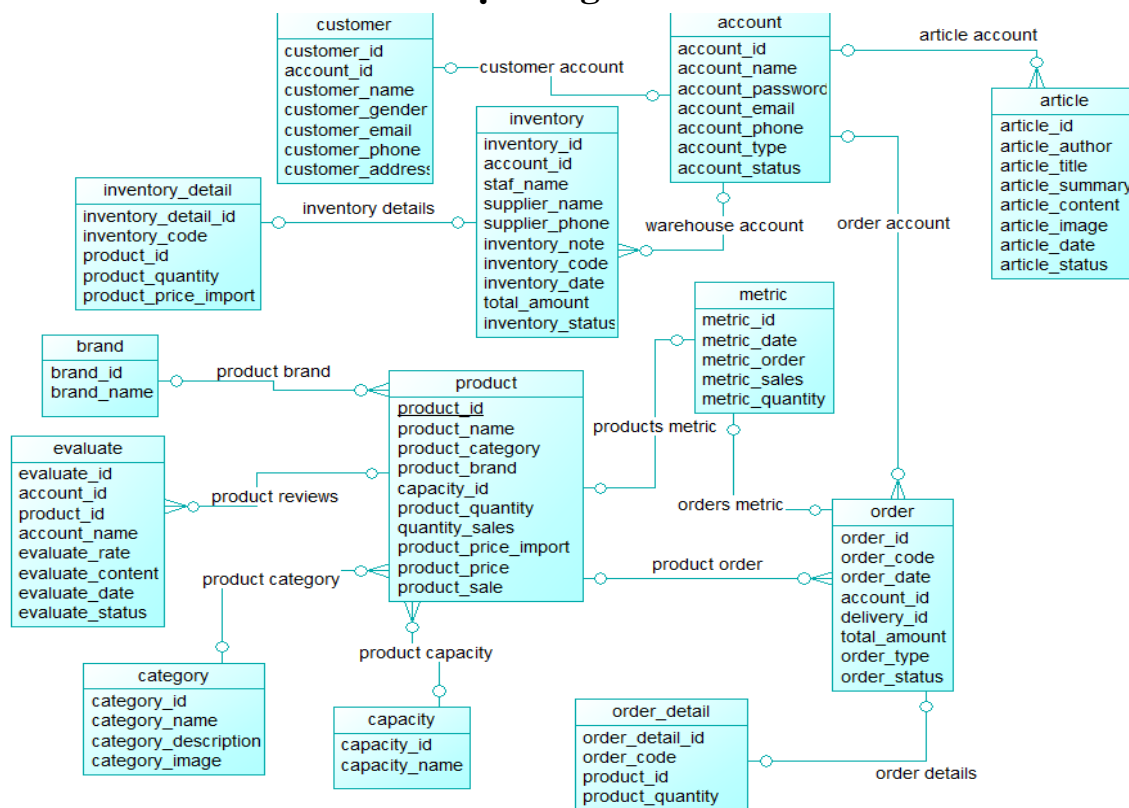 customer
customer_id
account_id
customer_name
customer_gender
customer_email
customer_phone
customer_address
customer account
account
account_id
account_name
account_password
account_email
account_phone
account_type
account_status
article account
article
article_id
article_author
article_title
article_summary
article_content
article_image
article_date
article_status
inventory
inventory_id
account_id
staf_name
supplier_name
supplier_phone
inventory_note
inventory_code
inventory_date
total_amount
inventory_status
inventory_detail
inventory_detail_id
inventory_code
product_id
product_quantity
product_price_import
inventory details
warehouse account
order account
metric
metric_id
metric_date
metric_order
metric_sales
metric_quantity
brand
brand_id
brand_name
product brand
product
product_id
product_name
product_category
product_brand
capacity_id
product_quantity
quantity_sales
product_price_import
product_price
product_sale
products metric
evaluate
evaluate_id
account_id
product_id
account_name
evaluate_rate
evaluate_content
evaluate_date
evaluate_status
product reviews
orders metric
order
order_id
order_code
order_date
account_id
delivery_id
total_amount
order_type
order_status
product order
product category
product capacity
category
category_id
category_name
category_description
category_image
capacity
capacity_id
capacity_name
order_detail
order_detail_id
order_code
product_id
product_quantity
order details